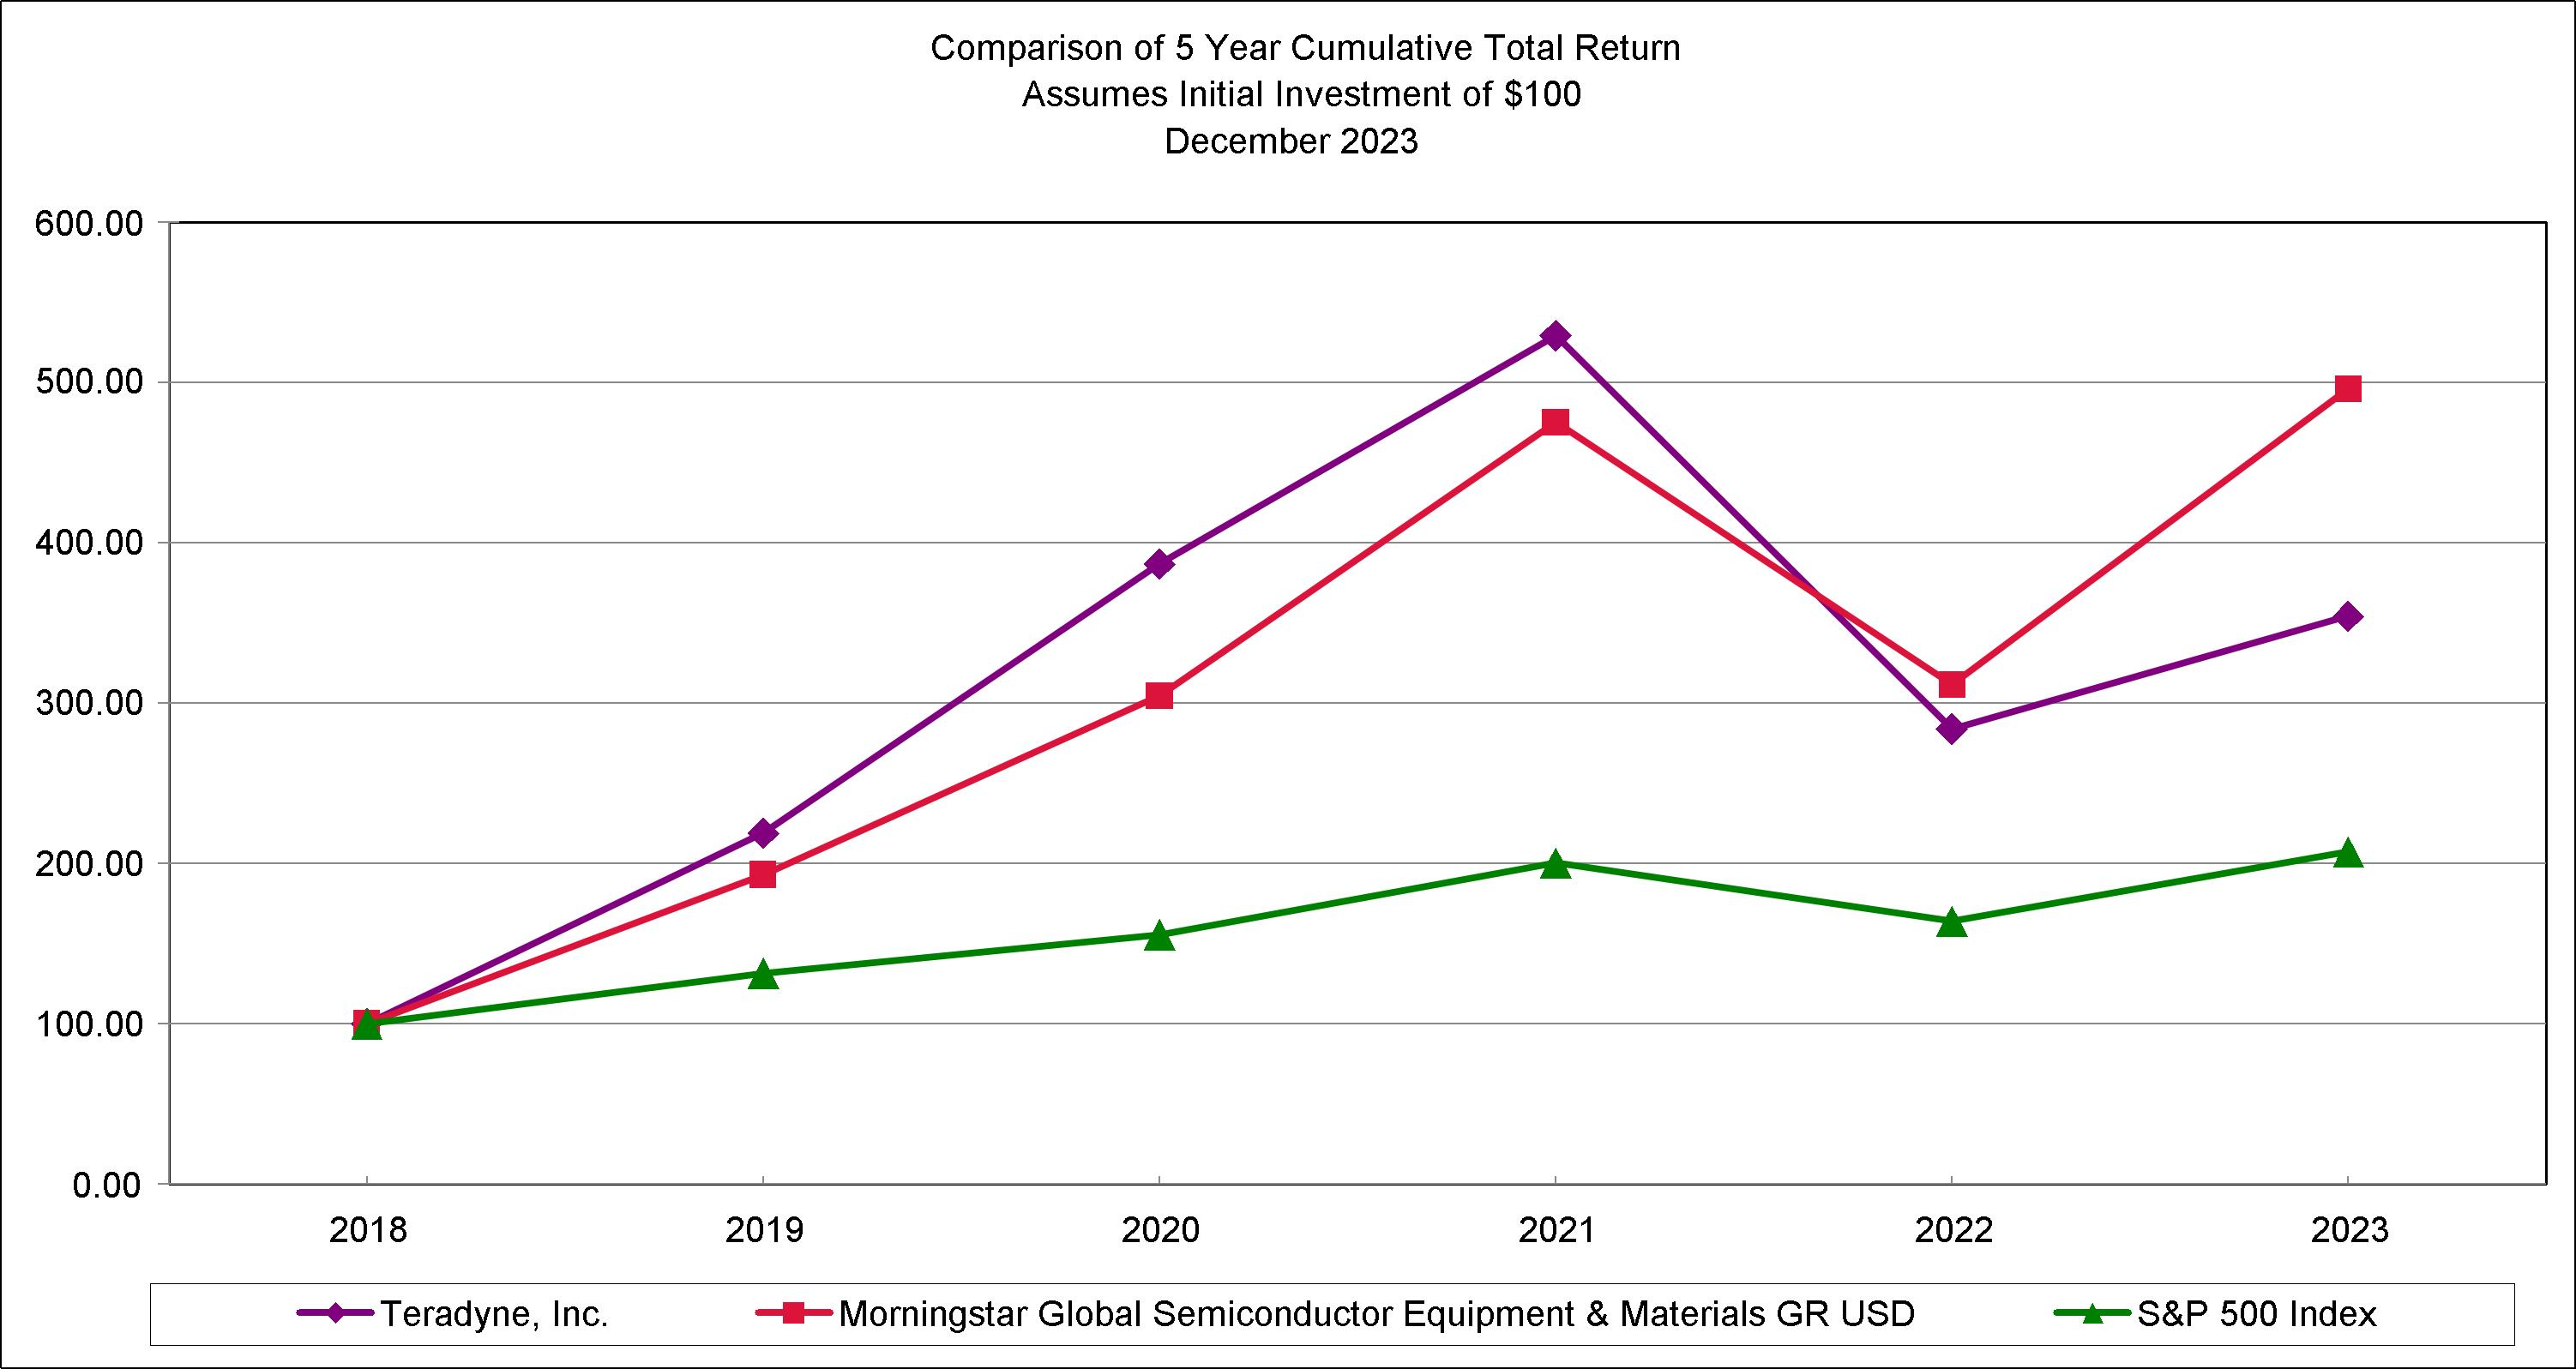 Comparison of 5 Year Cumulative Total Return
Assumes Initial Investment of $100
December 2023
600.00
500.00
400.00
300.00
200.00
100.00
0.00
2018 2019 2020 2021 2022 2023
Teradyne, Inc. Morningstar Global Semiconductor Equipment & Materials GR USD S&P 500 Index